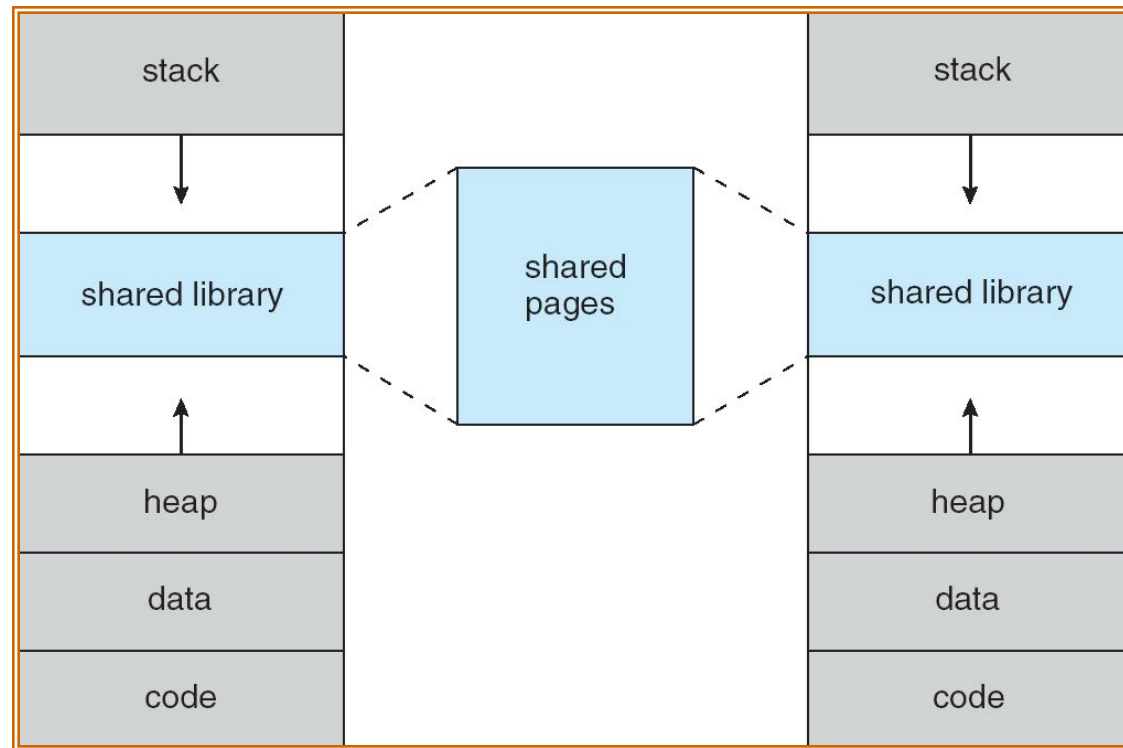 stack
shared library
heap
data
code
shared
pages
stack
shared library
heap
data
code